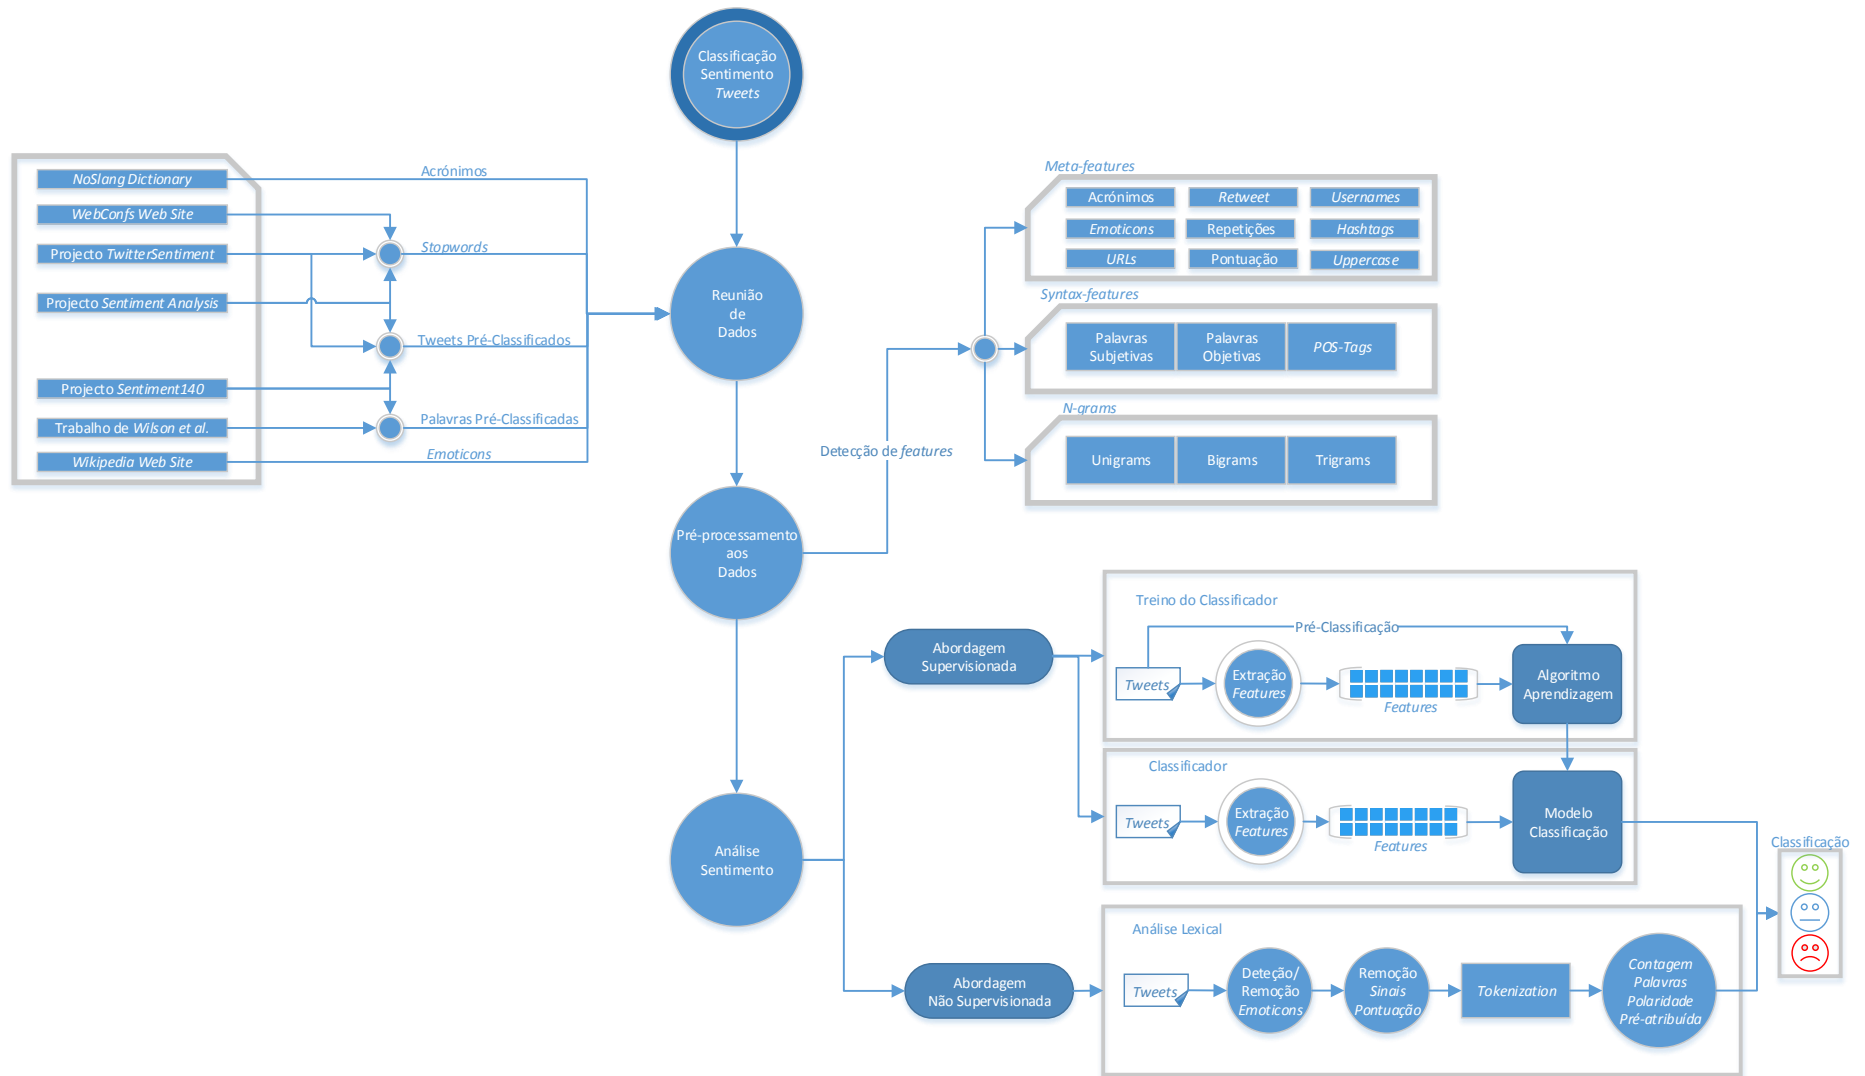 Classificação
Sentimento
Tweets
NoSlang Dictionary
WebConfs Web Site
Projecto TwitterSentiment
Projecto Sentiment Analysis
Projecto Sentiment140
Trabalho de Wilson et al.
Wikipedia Web Site
Acrónimos
Stopwords
Tweets Pré-Classificados
Palavras Pré-Classificadas
Emoticons
Reunião
de
Dados
Meta-features
Acrónimos
Retweet
Usernames
Emoticons
Repetições
Hashtags
URLs
Pontuação
Uppercase
Syntax-features
Palavras
Subjetivas
Palavras
Objetivas
POS-Tags
N-grams
Unigrams
Bigrams
Trigrams
Detecção de features
Pré-processamento
aos
Dados
Análise
Sentimento
Abordagem
Supervisionada
Treino do Classificador
Pré-Classificação
Tweets
Extração
Features
Features
Algoritmo
Aprendizagem
Classificador
Tweets
Extração
Features
Features
Modelo
Classificação
Classificação
Abordagem
Não Supervisionada
Análise Lexical
Tweets
Deteção/
Remoção
Emoticons
Remoção
Sinais
Pontuação
Tokenization
Contagem
Palavras
Polaridade
Pré-atribuída